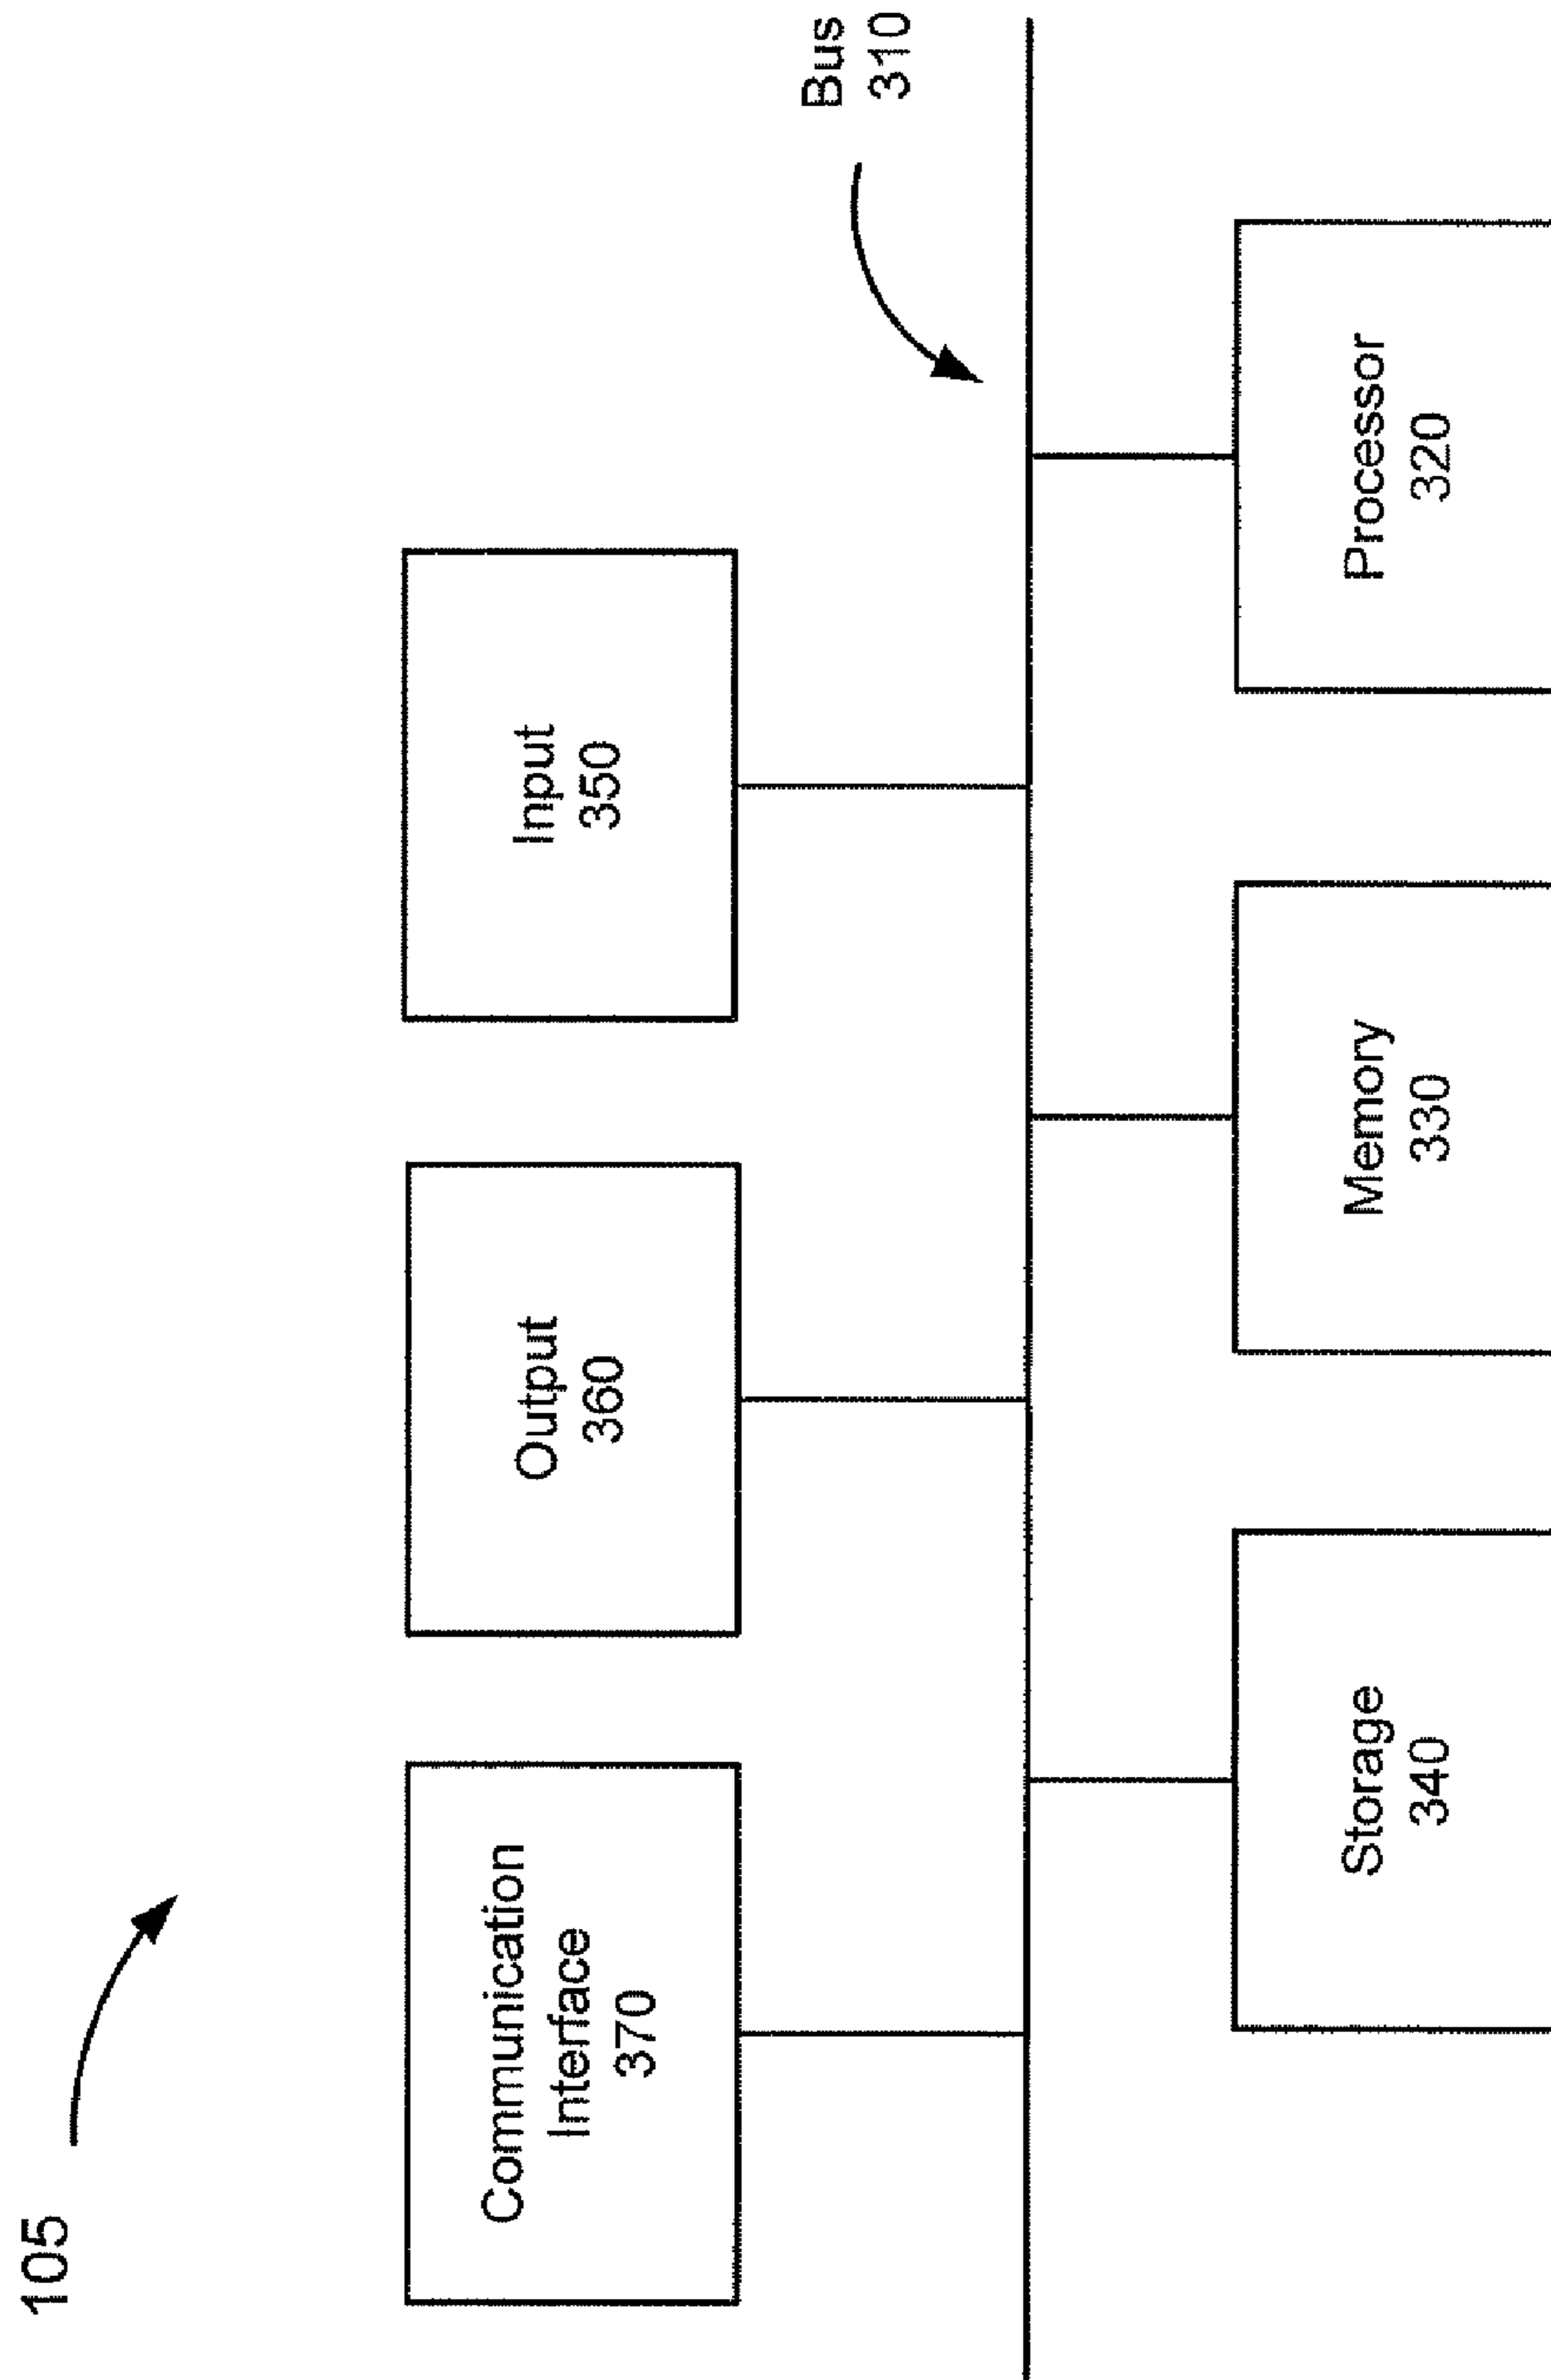 105
Communication
Interface
370
Output
360
Input
350
Bus
310
Storage
340
Memory
330
Processor
320